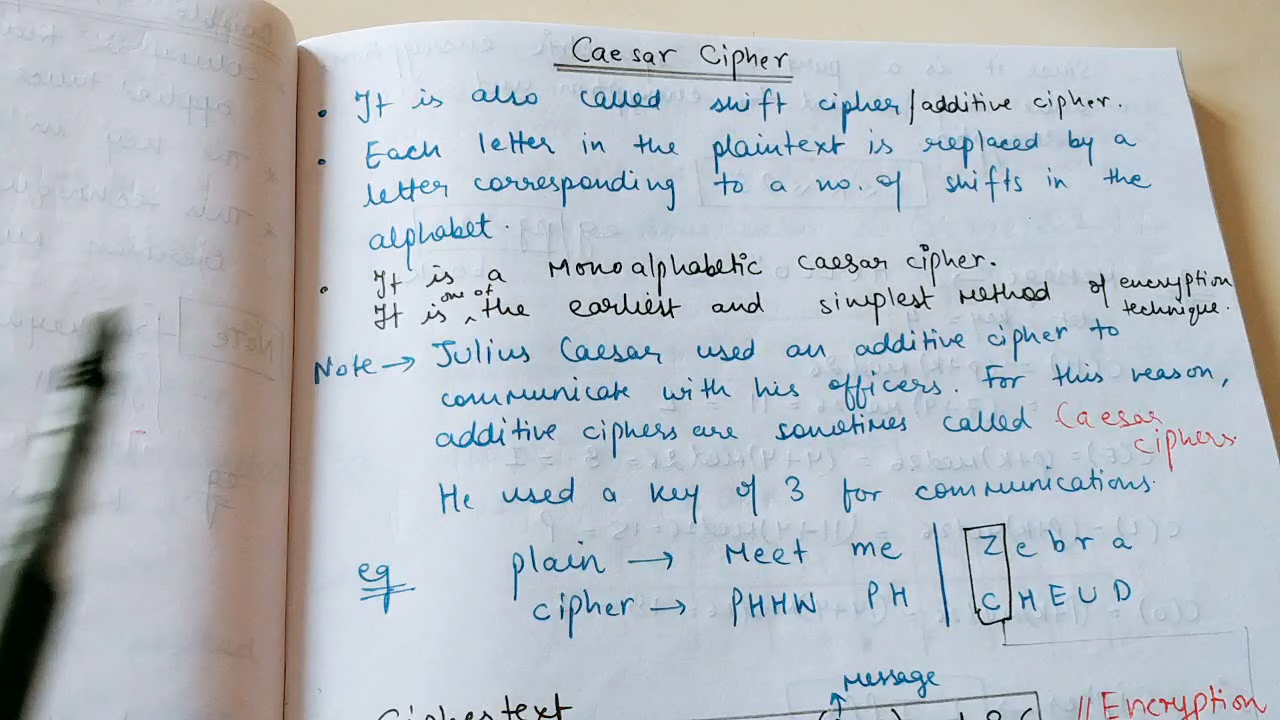 Caesar Cipher
• It is also called shift cipher/additive cipher.
• Each letter in the plaintext is replaced by a
letter corresponding to a no. of shifts in the
alphabet.
• It is a Monoalphabetic caesar cipher.
It is one of the earliest and simplest method of encryption technique.
Note → Julius Caesar used an additive cipher to
communicate with his officers. For this reason,
additive ciphers are sometimes called Caesar ciphers.
He used a key of 3 for communications.
eg plain → Meet me | Zebra
cipher → PHHW PH | CHEUD
message
Ciphertext
// Encryption